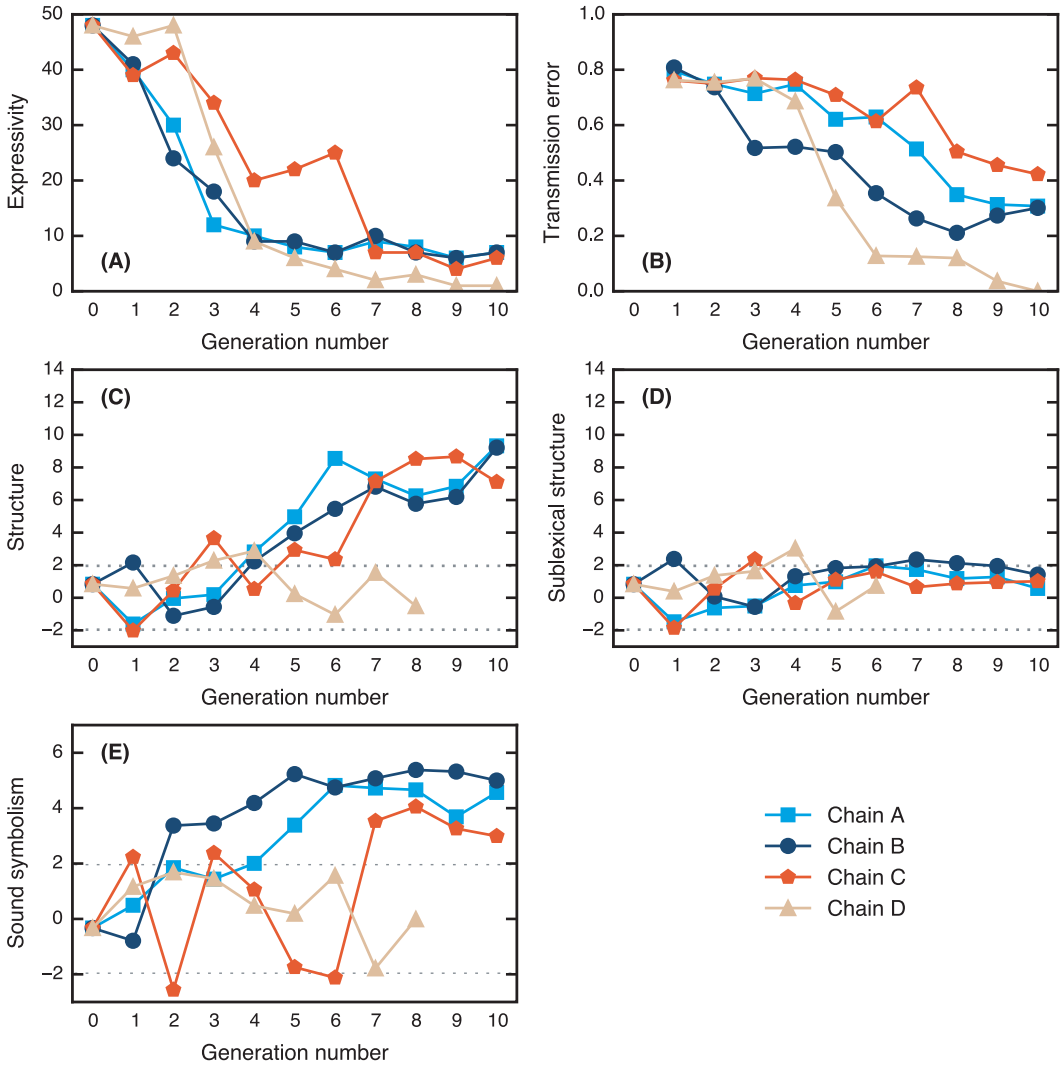 50
40
30
20
10
0
Expressivity
(A)
0 1 2 3 4 5 6 7 8 9 10
Generation number
1.0
0.8
0.6
0.4
0.2
0.0
Transmission error
(B)
0 1 2 3 4 5 6 7 8 9 10
Generation number
14
12
10
8
6
4
2
0
−2
Structure
(C)
0 1 2 3 4 5 6 7 8 9 10
Generation number
14
12
10
8
6
4
2
0
−2
Sublexical structure
(D)
0 1 2 3 4 5 6 7 8 9 10
Generation number
6
4
2
0
−2
Sound symbolism
(E)
0 1 2 3 4 5 6 7 8 9 10
Generation number
Chain A
Chain B
Chain C
Chain D